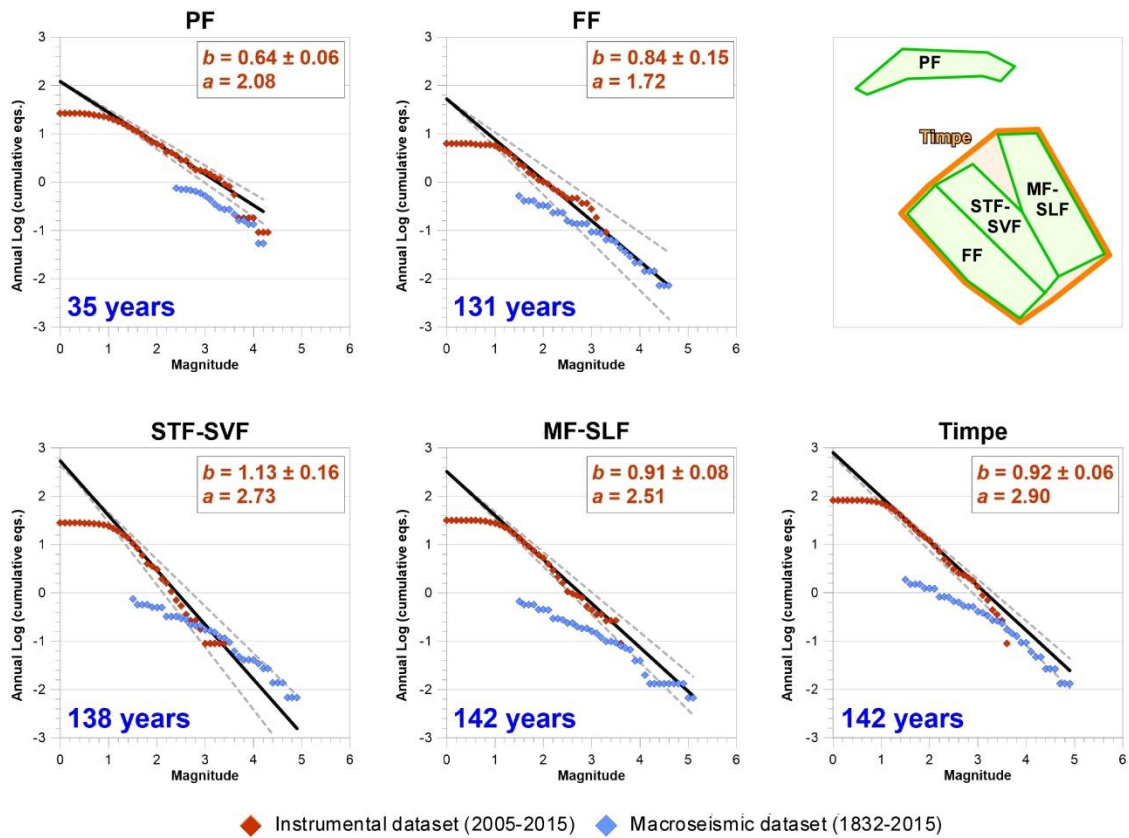 PF
FF
b = 0.64 ± 0.06
a = 2.08
b = 0.84 ± 0.15
a = 1.72
Annual Log (cumulative eqs.)
3
2
1
0
-1
-2
-3
35 years
0 1 2 3 4 5 6
Magnitude
Annual Log (cumulative eqs.)
3
2
1
0
-1
-2
-3
131 years
0 1 2 3 4 5 6
Magnitude
PF
Timpe
MF-
SLF
STF-
SVF
FF
STF-SVF
MF-SLF
Timpe
b = 1.13 ± 0.16
a = 2.73
b = 0.91 ± 0.08
a = 2.51
b = 0.92 ± 0.06
a = 2.90
Annual Log (cumulative eqs.)
3
2
1
0
-1
-2
-3
138 years
0 1 2 3 4 5 6
Magnitude
Annual Log (cumulative eqs.)
3
2
1
0
-1
-2
-3
142 years
0 1 2 3 4 5 6
Magnitude
Annual Log (cumulative eqs.)
3
2
1
0
-1
-2
-3
142 years
0 1 2 3 4 5 6
Magnitude
Instrumental dataset (2005-2015)
Macroseismic dataset (1832-2015)